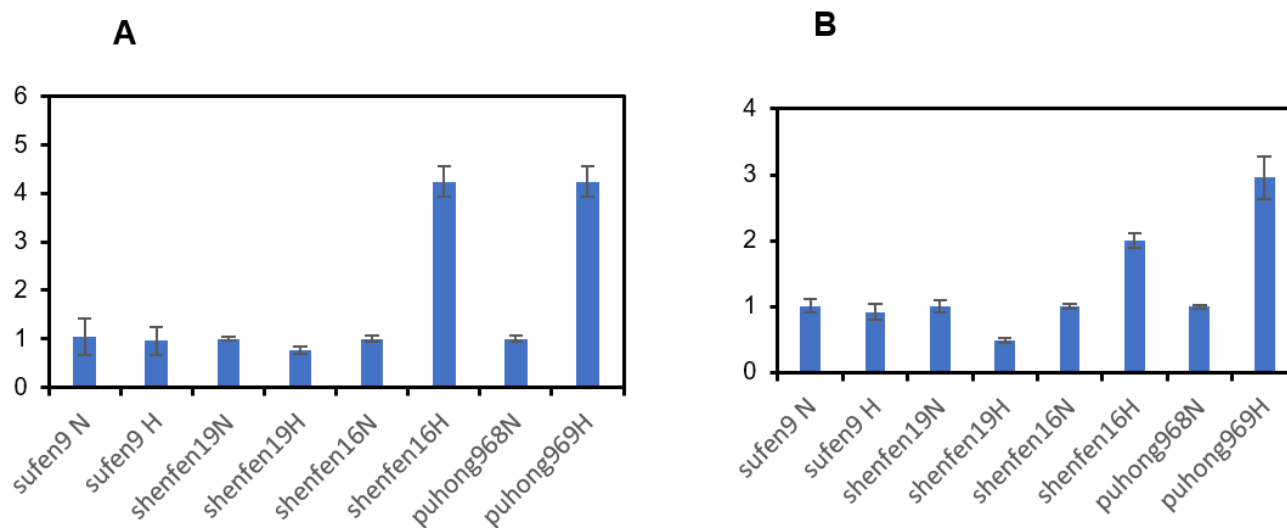 A
6
5
4
3
2
1
0
sufen9 N
sufen9 H
shenfen19N
shenfen19H
shenfen16N
shenfen16H
puhong968N
puhong969H
B
4
3
2
1
0
sufen9 N
sufen9 H
shenfen19N
shenfen19H
shenfen16N
shenfen16H
puhong968N
puhong969H